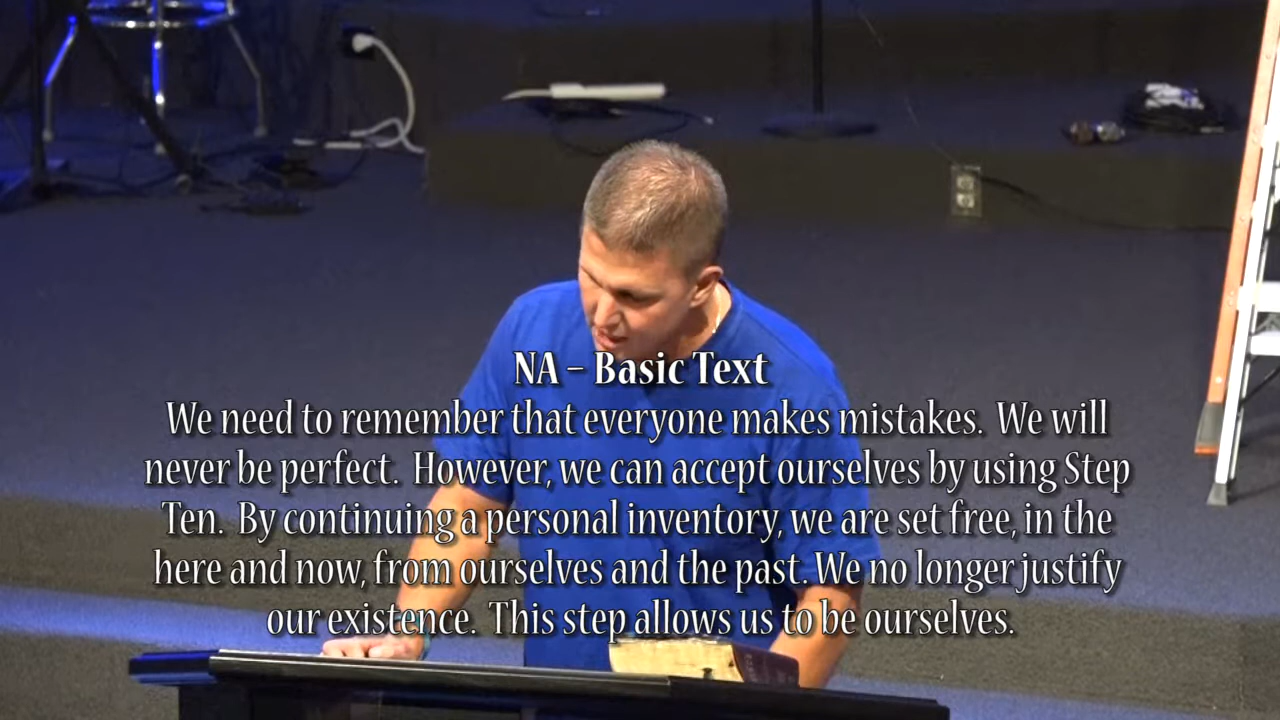 NA – Basic Text
We need to remember that everyone makes mistakes.  We will
never be perfect.  However, we can accept ourselves by using Step
Ten.  By continuing a personal inventory, we are set free, in the
here and now, from ourselves and the past. We no longer justify
our existence.  This step allows us to be ourselves.